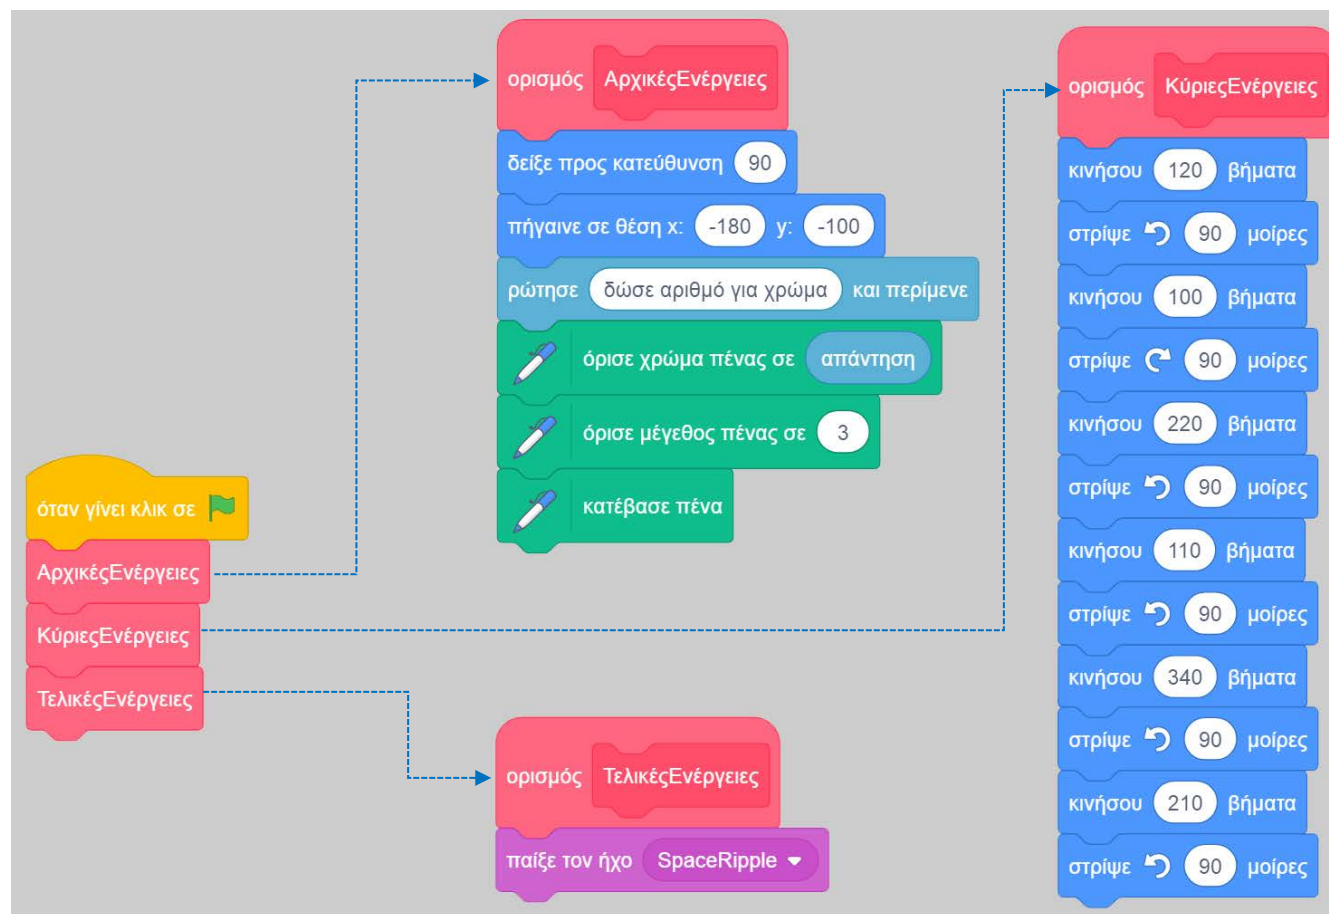 όταν γίνει κλικ σε
ΑρχικέςΕνέργειες
ΚύριεςΕνέργειες
ΤελικέςΕνέργειες
ορισμός ΑρχικέςΕνέργειες
δείξε προς κατεύθυνση 90
πήγαινε σε θέση x: -180 y: -100
ρώτησε δώσε αριθμό για χρώμα και περίμενε
όρισε χρώμα πένας σε απάντηση
όρισε μέγεθος πένας σε 3
κατέβασε πένα
ορισμός ΤελικέςΕνέργειες
παίξε τον ήχο SpaceRipple
ορισμός ΚύριεςΕνέργειες
κινήσου 120 βήματα
στρίψε 90 μοίρες
κινήσου 100 βήματα
στρίψε 90 μοίρες
κινήσου 220 βήματα
στρίψε 90 μοίρες
κινήσου 110 βήματα
στρίψε 90 μοίρες
κινήσου 340 βήματα
στρίψε 90 μοίρες
κινήσου 210 βήματα
στρίψε 90 μοίρες